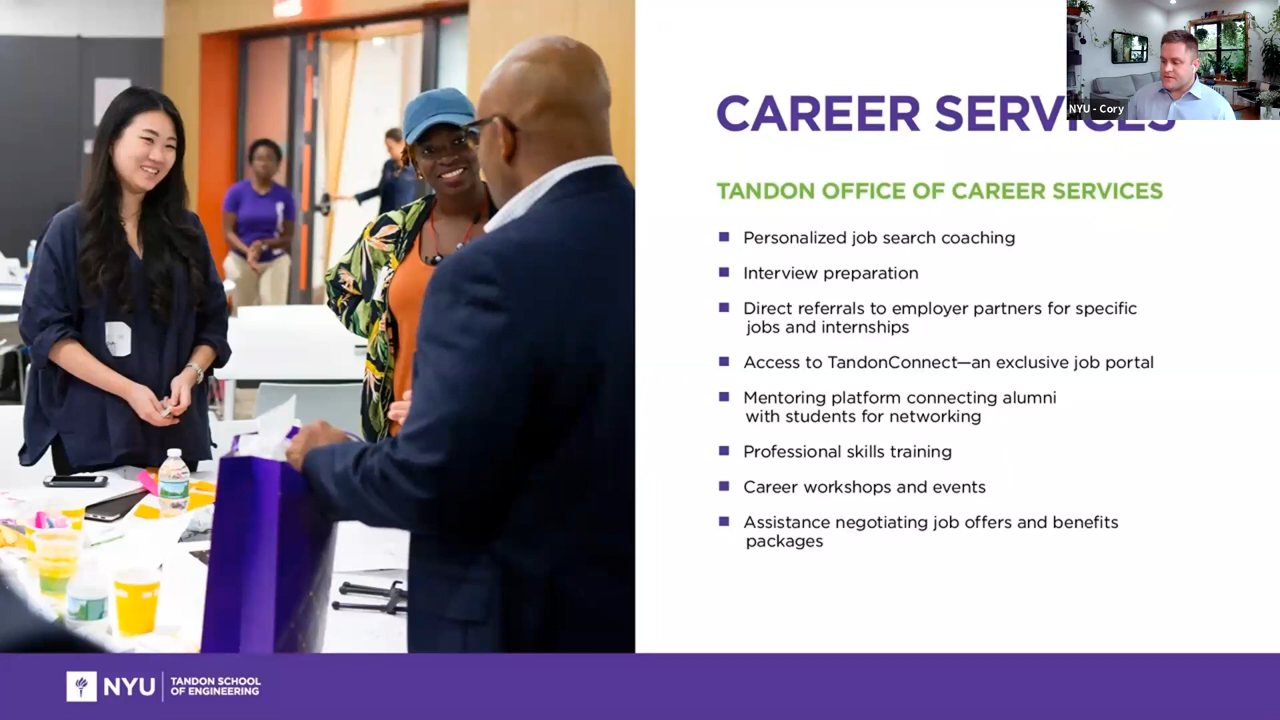 CAREER SERVICES
NYU - Cory
TANDON OFFICE OF CAREER SERVICES
Personalized job search coaching
Interview preparation
Direct referrals to employer partners for specific
jobs and internships
Access to TandonConnect—an exclusive job portal
Mentoring platform connecting alumni
with students for networking
Professional skills training
Career workshops and events
Assistance negotiating job offers and benefits
packages
NYU
TANDON SCHOOL
OF ENGINEERING